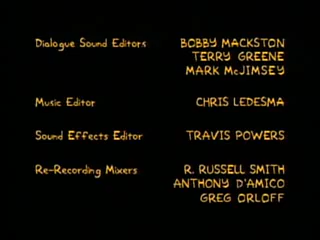 Dialogue Sound Editors BOBBY MACKSTON
TERRY GREENE
MARK McJIMSEY
Music Editor CHRIS LEDESMA
Sound Effects Editor TRAVIS POWERS
Re-Recording Mixers R. RUSSELL SMITH
ANTHONY D'AMICO
GREG ORLOFF